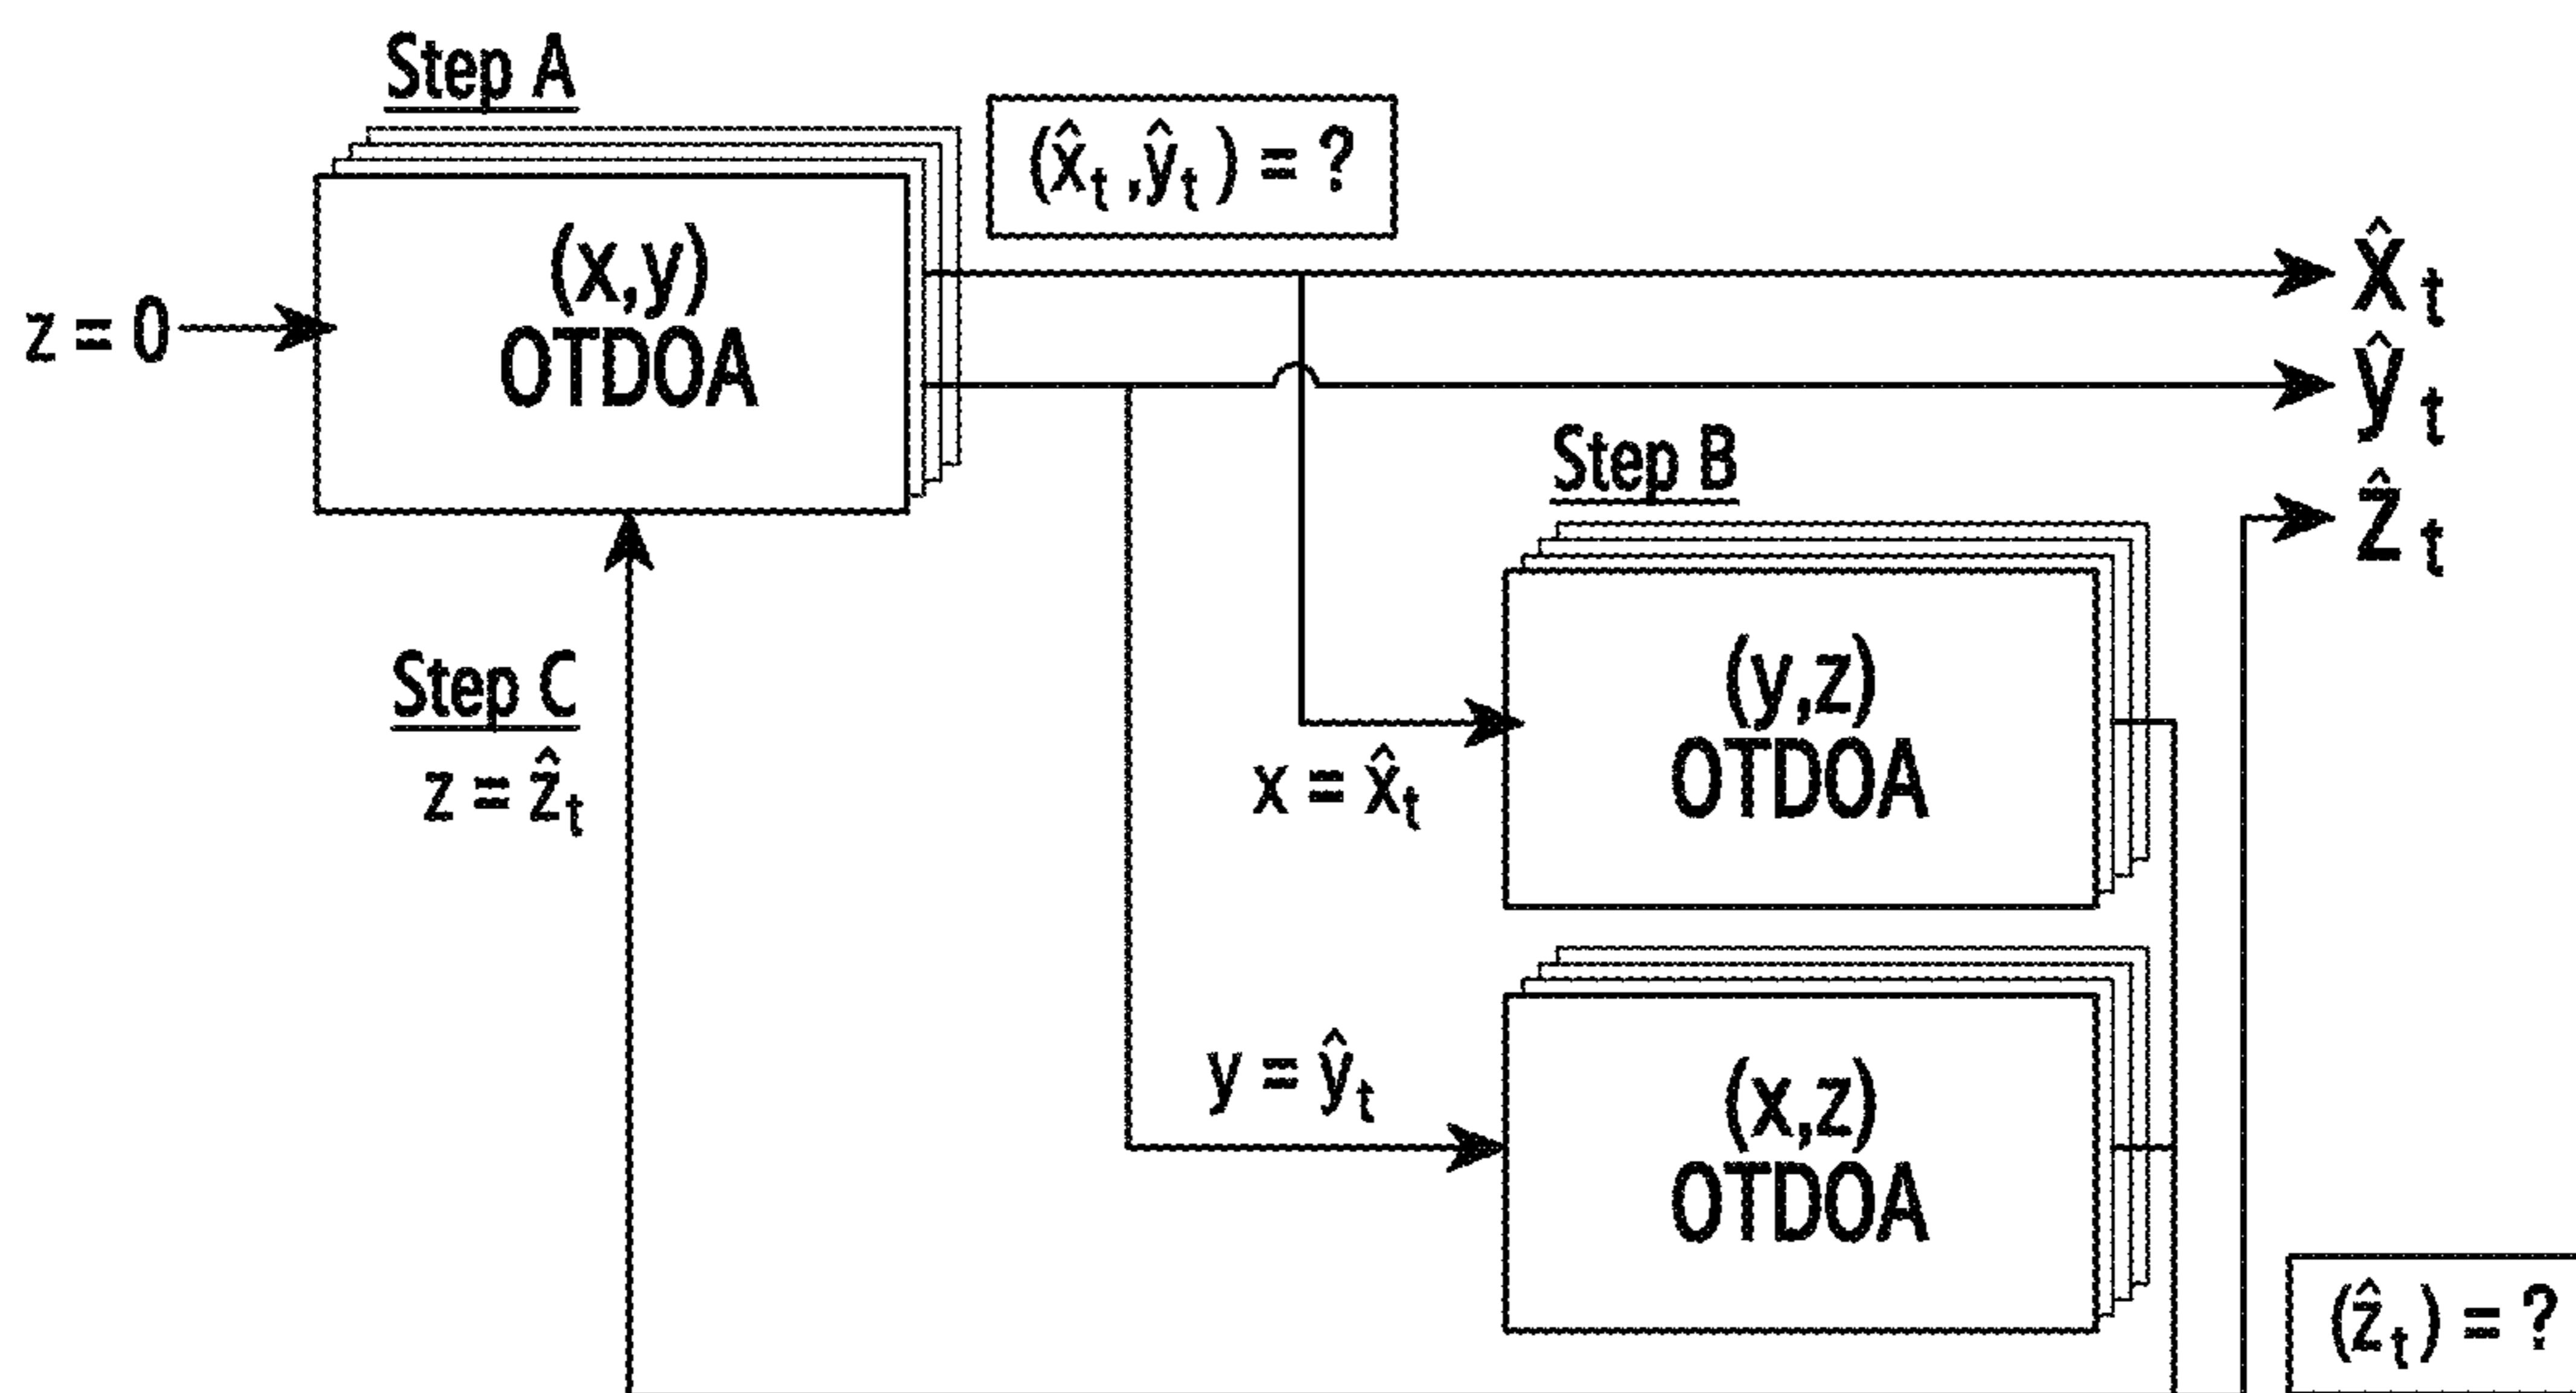 Step A
(x̂ₜ,ŷₜ) = ?
(x,y)
OTDOA
z = 0
x̂ₜ
ŷₜ
ẑₜ
Step B
(y,z)
OTDOA
x = x̂ₜ
Step C
z = ẑₜ
(x,z)
OTDOA
y = ŷₜ
(ẑₜ) = ?